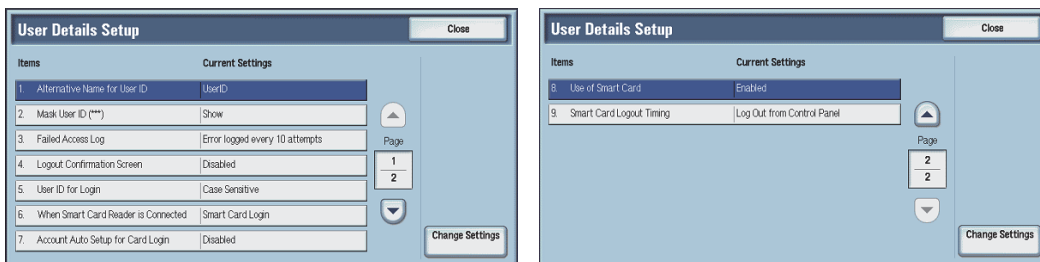 User Details Setup Close
Items Current Settings
1. Alternative Name for User ID UserID
2. Mask User ID (***) Show
3. Failed Access Log Error logged every 10 attempts
4. Logout Confirmation Screen Disabled
5. User ID for Login Case Sensitive
6. When Smart Card Reader is Connected Smart Card Login
7. Account Auto Setup for Card Login Disabled
Page
1
2
Change Settings
User Details Setup Close
Items Current Settings
8. Use of Smart Card Enabled
9. Smart Card Logout Timing Log Out from Control Panel
Page
2
2
Change Settings